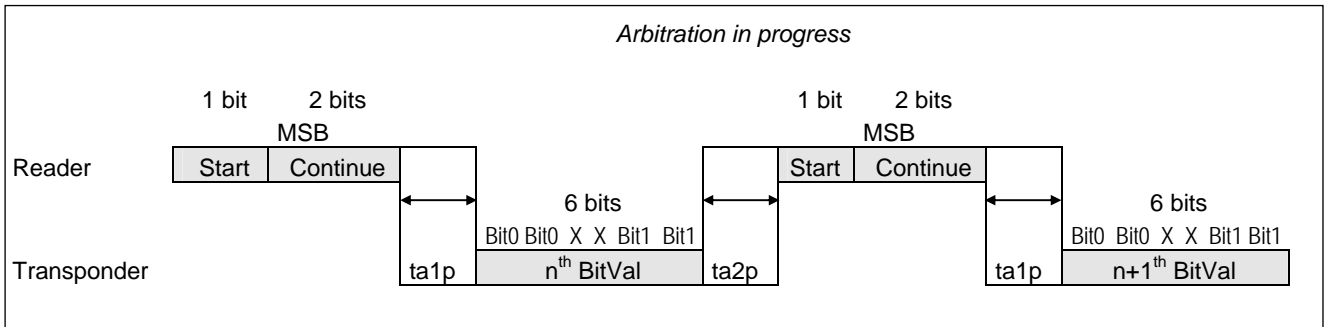 Arbitration in progress
1 bit 2 bits 1 bit 2 bits
MSB MSB
Reader Start Continue Start Continue
6 bits 6 bits
Bit0 Bit0 X X Bit1 Bit1 Bit0 Bit0 X X Bit1 Bit1
Transponder ta1p nth BitVal ta2p ta1p n+1th BitVal